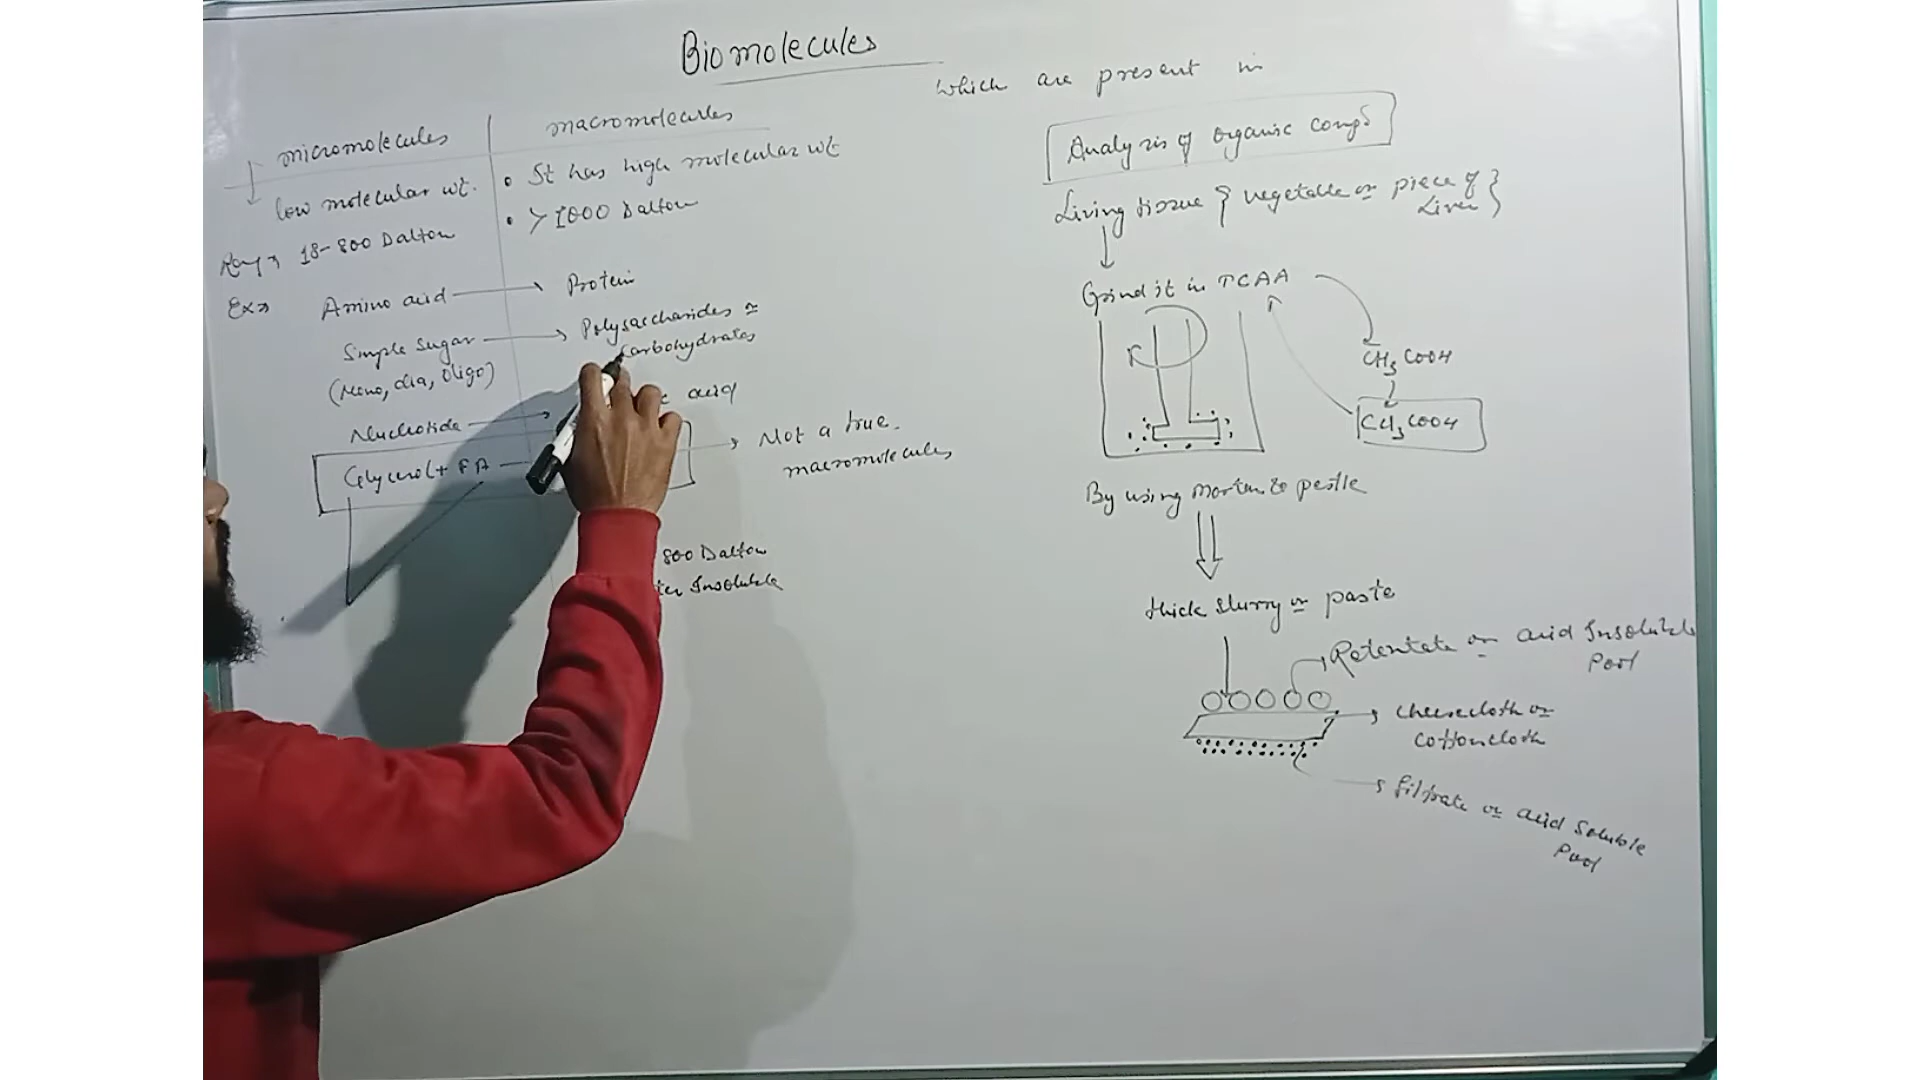 Biomolecules
micromolecules
low molecular wt.
18-800 Dalton
Ex→
Amino acid
Simple Sugar
(Mono, dia, Oligo)
Nucleotide
Glycerol + FA
macromolecules
• It has high molecular wt
• > 1000 Dalton
Protein
Polysaccharides or
Carbohydrates
acid
Not a true
macromolecules
800 Dalton
Insoluble
which are present in
Analysis of organic compd
Living tissue { vegetable or piece of
Liver }
Grind it in TCAA
CH3COOH
By using mortar & pestle
thick slurry or paste
Retentate or acid Insoluble
Pool
Cheesecloth or
Cottoncloth
Filtrate or acid soluble
Pool